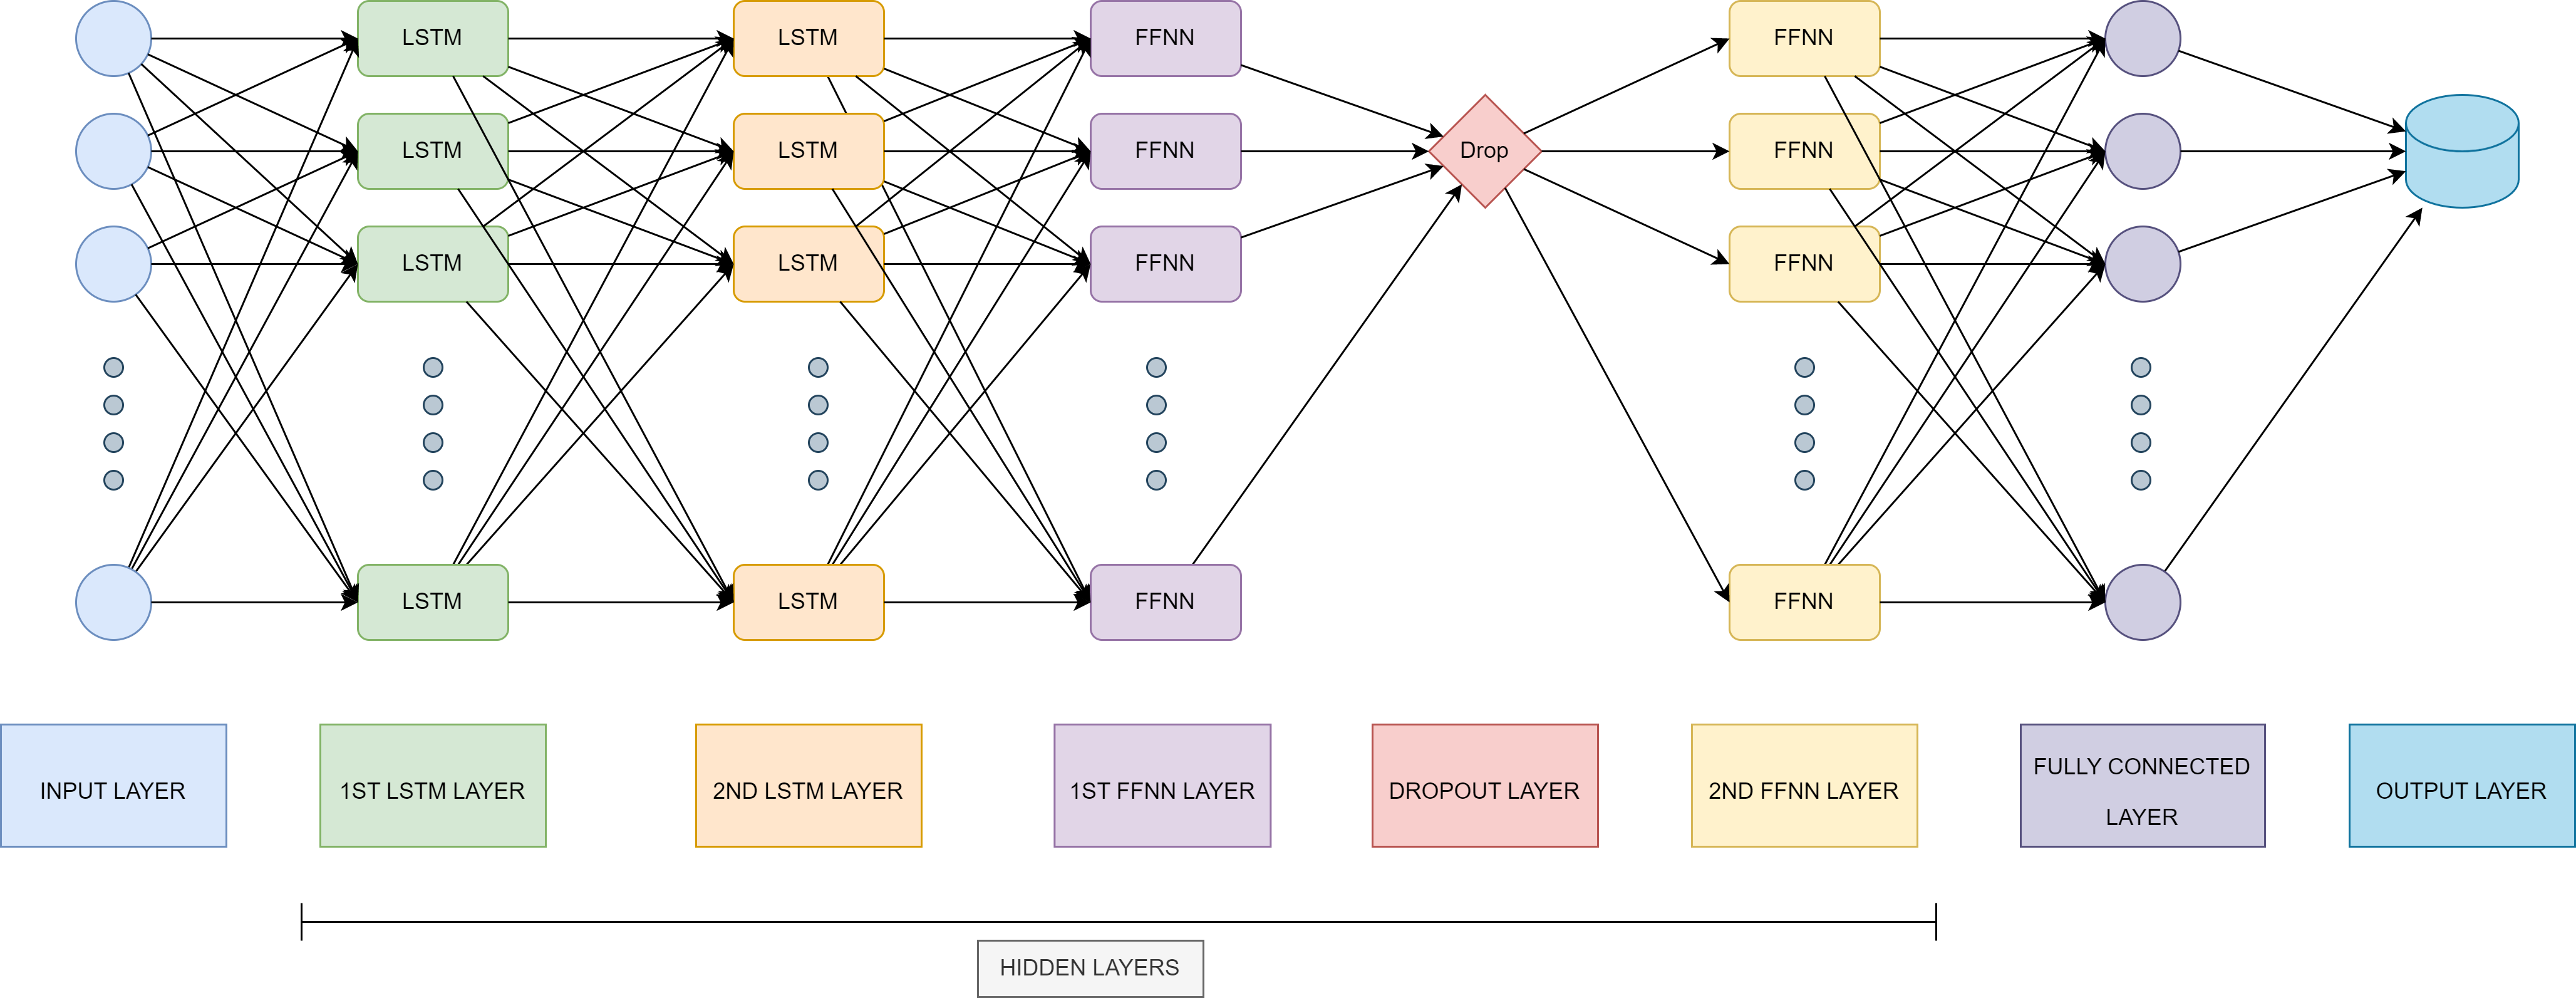 LSTM LSTM FFNN FFNN
LSTM LSTM FFNN Drop FFNN
LSTM LSTM FFNN FFNN
LSTM LSTM FFNN FFNN
INPUT LAYER
1ST LSTM LAYER
2ND LSTM LAYER
1ST FFNN LAYER
DROPOUT LAYER
2ND FFNN LAYER
FULLY CONNECTED
LAYER
OUTPUT LAYER
HIDDEN LAYERS